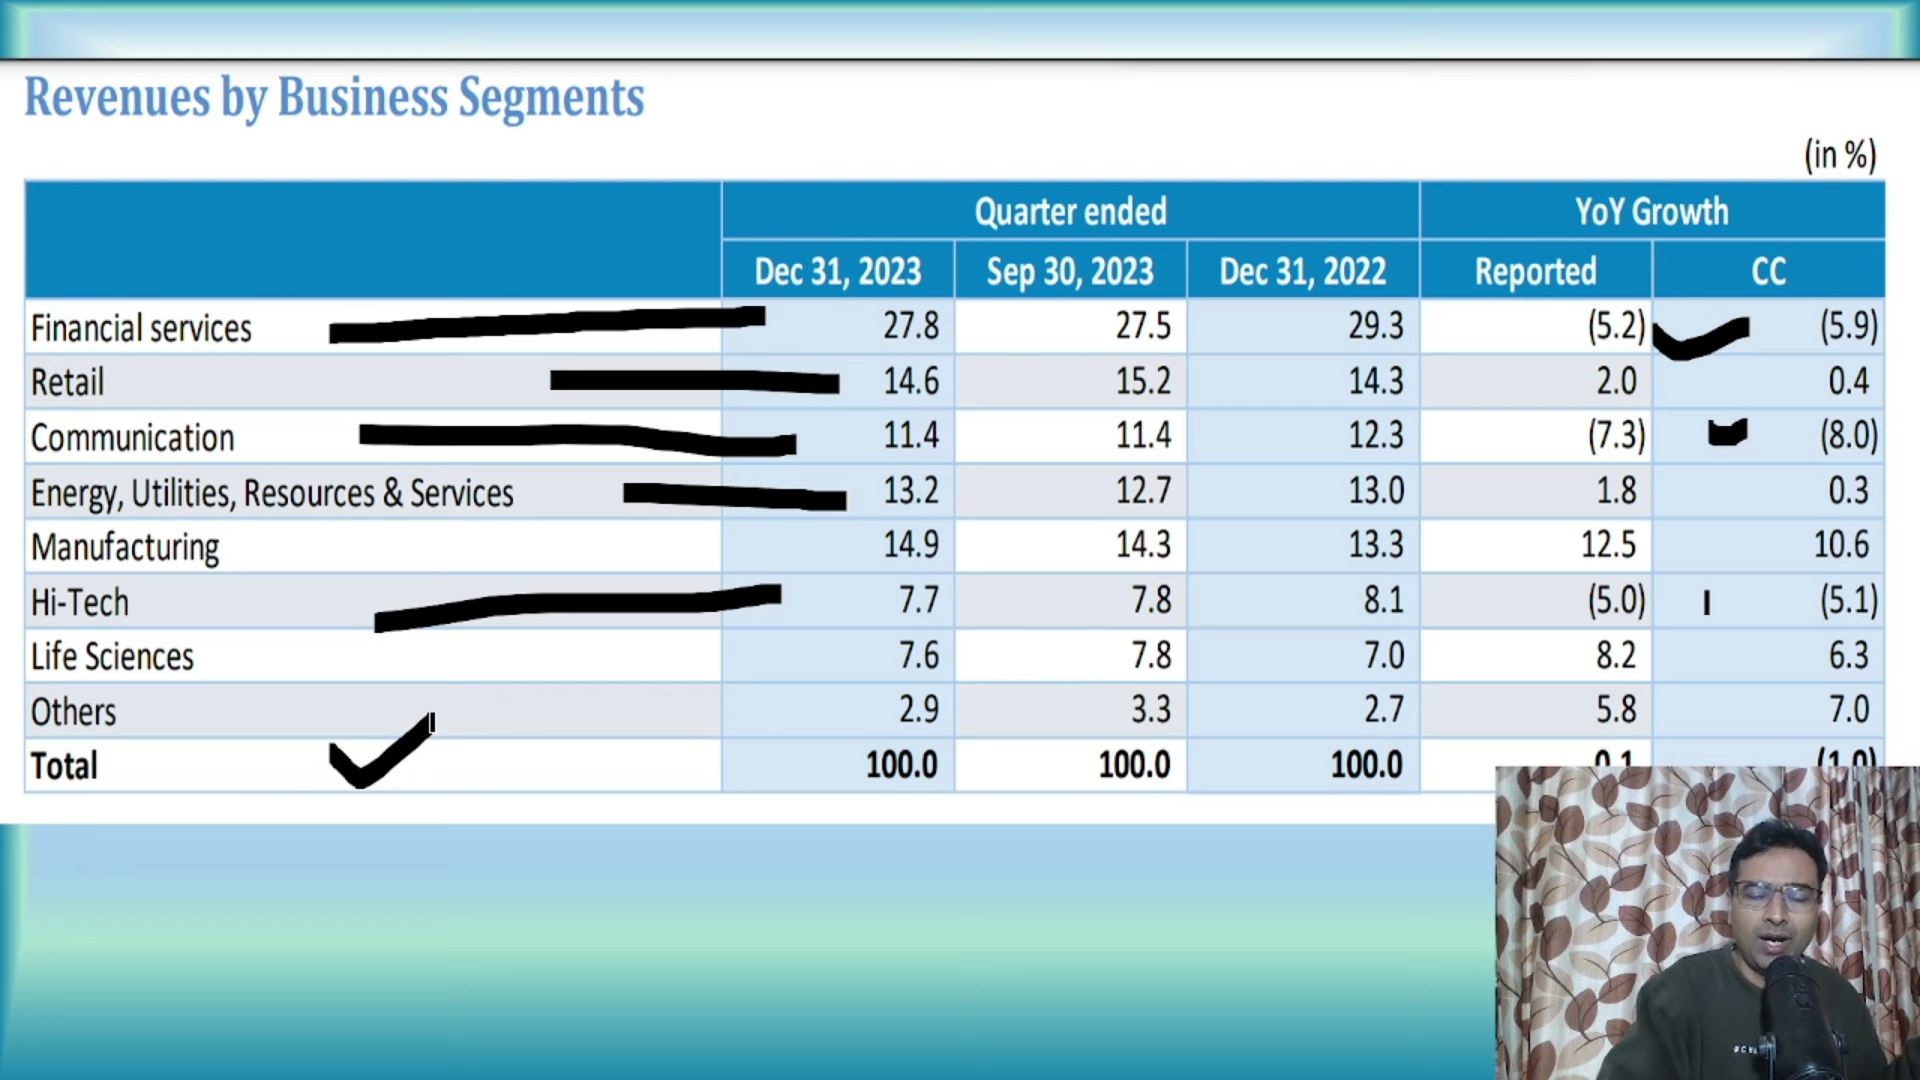 Revenues by Business Segments
(in %)
Quarter ended YoY Growth
Dec 31, 2023 Sep 30, 2023 Dec 31, 2022 Reported CC
Financial services 27.8 27.5 29.3 (5.2) (5.9)
Retail 14.6 15.2 14.3 2.0 0.4
Communication 11.4 11.4 12.3 (7.3) (8.0)
Energy, Utilities, Resources & Services 13.2 12.7 13.0 1.8 0.3
Manufacturing 14.9 14.3 13.3 12.5 10.6
Hi-Tech 7.7 7.8 8.1 (5.0) (5.1)
Life Sciences 7.6 7.8 7.0 8.2 6.3
Others 2.9 3.3 2.7 5.8 7.0
Total 100.0 100.0 100.0 0.1 (1.0)